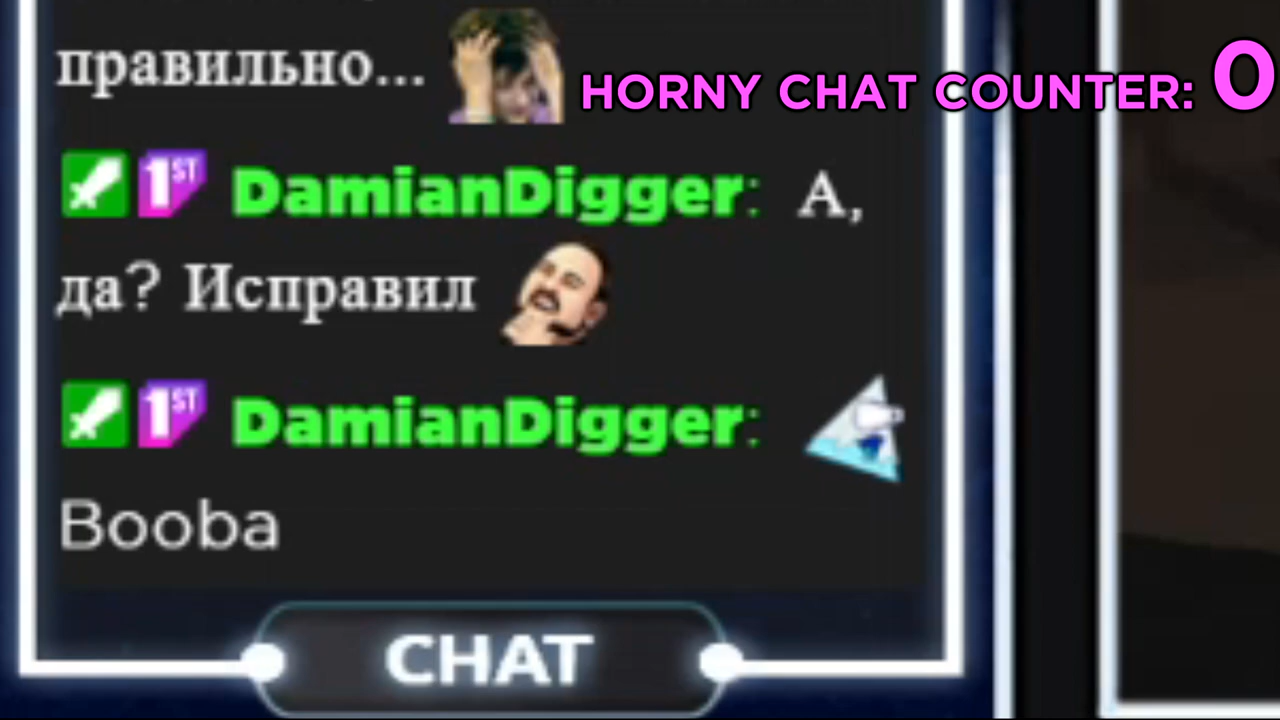 правильно...
HORNY CHAT COUNTER: 0
1ST DamianDigger: А,
да? Исправил
1ST DamianDigger:
Booba
CHAT